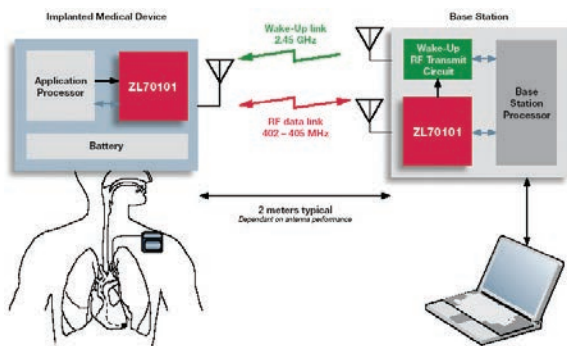 Implanted Medical Device
Base Station
Application
Processor
ZL70101
Battery
Wake-Up link
2.45 GHz
RF data link
402 – 405 MHz
Wake-Up
RF Transmit
Circuit
ZL70101
Base
Station
Processor
2 meters typical
Dependant on antenna performance